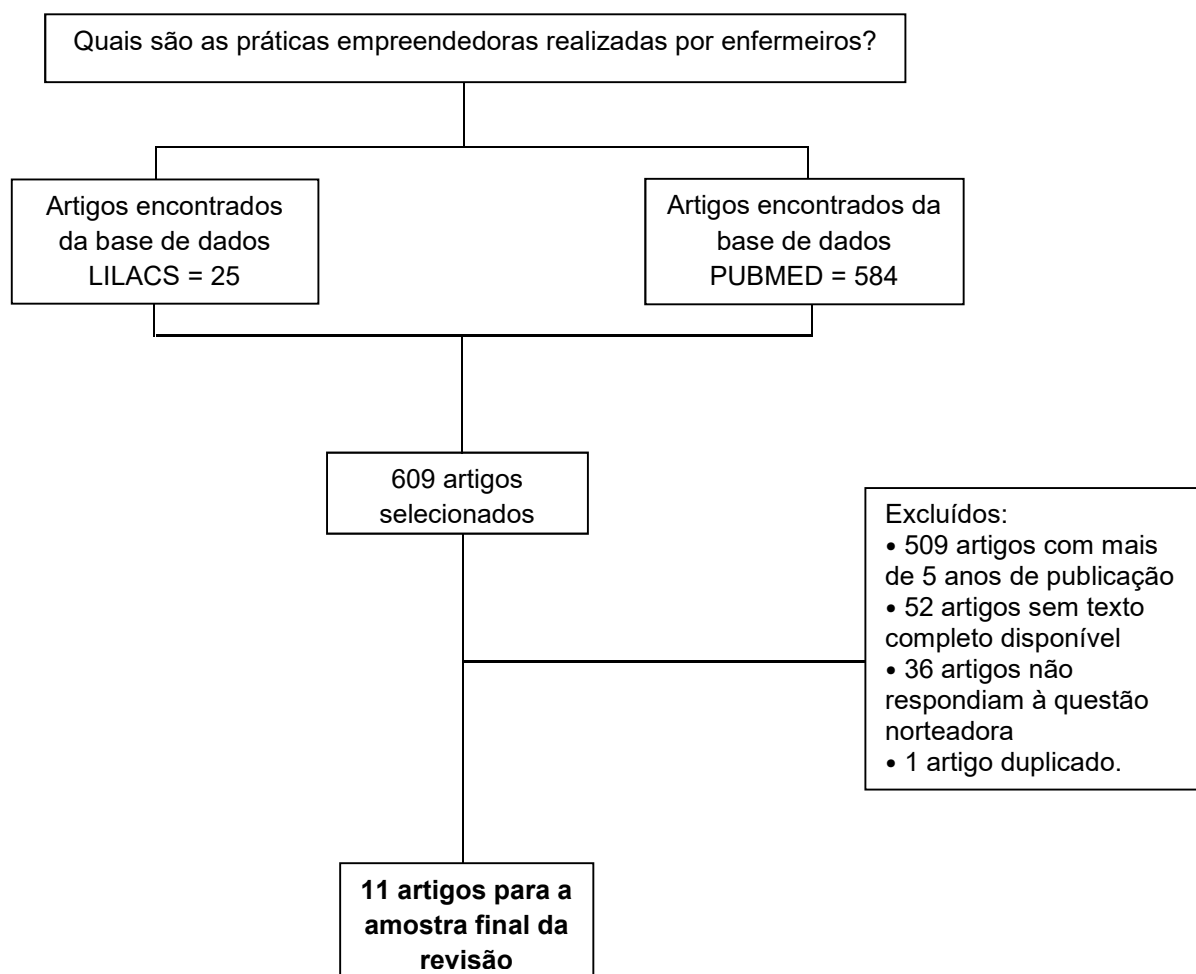 Quais são as práticas empreendedoras realizadas por enfermeiros?
Artigos encontrados
da base de dados
LILACS = 25
Artigos encontrados da
base de dados
PUBMED = 584
609 artigos
selecionados
Excluídos:
• 509 artigos com mais
de 5 anos de publicação
• 52 artigos sem texto
completo disponível
• 36 artigos não
respondiam à questão
norteadora
• 1 artigo duplicado.
11 artigos para a
amostra final da
revisão